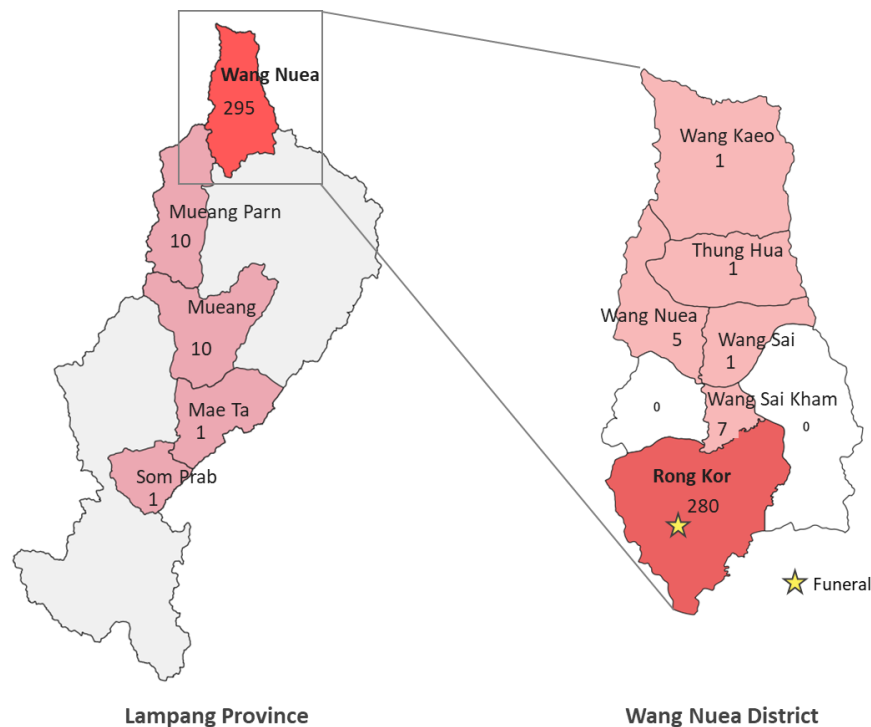 Wang Nuea
295
Mueang Parn
10
Mueang
10
Mae Ta
1
Som Prab
1
Lampang Province
Wang Kaeo
1
Thung Hua
1
Wang Nuea
5
Wang Sai
1
0
Wang Sai Kham
7
0
Rong Kor
280
Funeral
Wang Nuea District